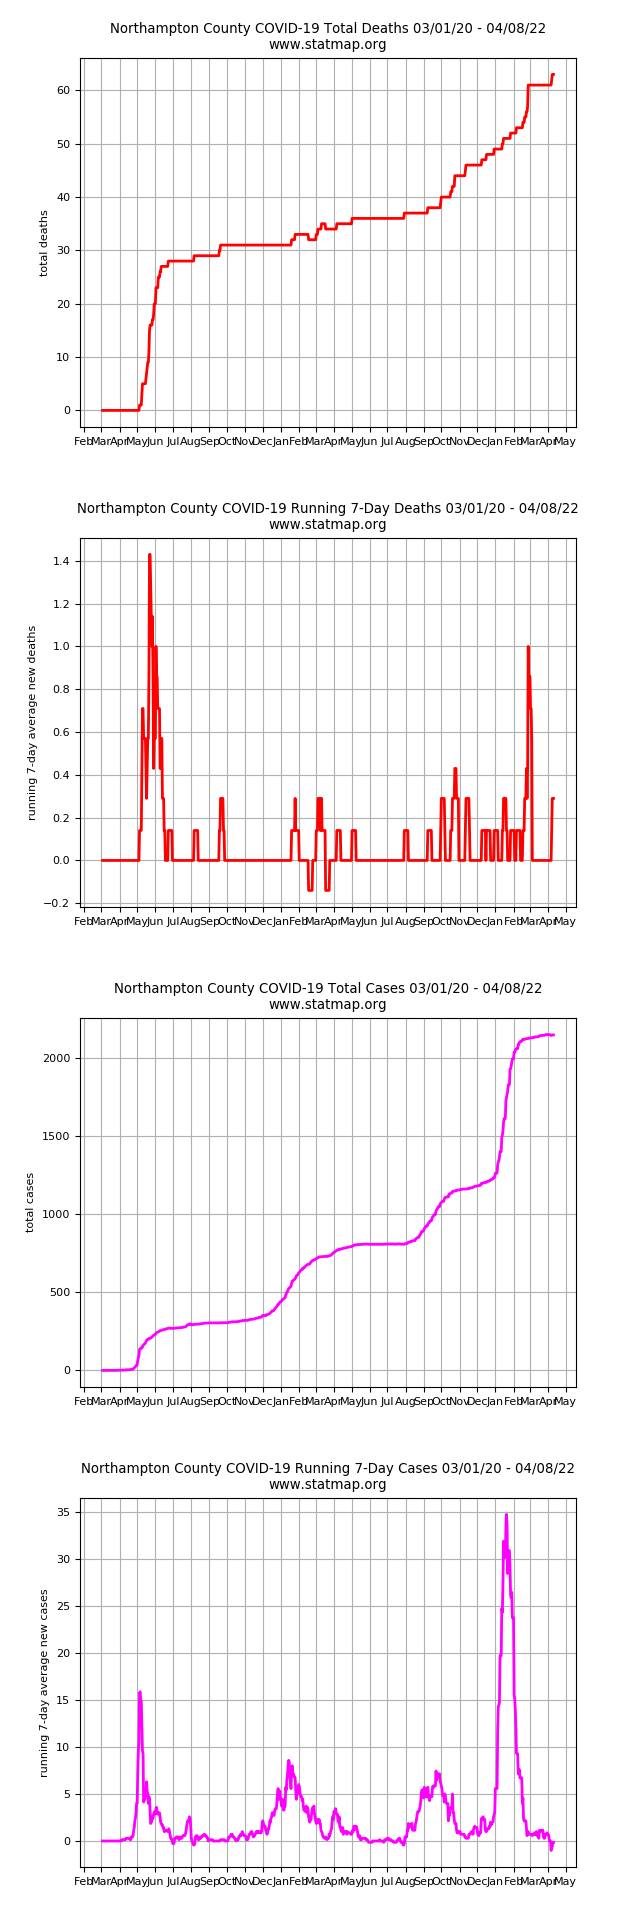 Northampton County COVID-19 Total Deaths 03/01/20 - 04/08/22
www.statmap.org
60
50
40
30
20
10
0
total deaths
Feb Mar Apr May Jun Jul Aug Sep Oct Nov Dec Jan Feb Mar Apr May Jun Jul Aug Sep Oct Nov Dec Jan Feb Mar Apr May
Northampton County COVID-19 Running 7-Day Deaths 03/01/20 - 04/08/22
www.statmap.org
1.4
1.2
1.0
0.8
0.6
0.4
0.2
0.0
−0.2
running 7-day average new deaths
Feb Mar Apr May Jun Jul Aug Sep Oct Nov Dec Jan Feb Mar Apr May Jun Jul Aug Sep Oct Nov Dec Jan Feb Mar Apr May
Northampton County COVID-19 Total Cases 03/01/20 - 04/08/22
www.statmap.org
2000
1500
1000
500
0
total cases
Feb Mar Apr May Jun Jul Aug Sep Oct Nov Dec Jan Feb Mar Apr May Jun Jul Aug Sep Oct Nov Dec Jan Feb Mar Apr May
Northampton County COVID-19 Running 7-Day Cases 03/01/20 - 04/08/22
www.statmap.org
35
30
25
20
15
10
5
0
running 7-day average new cases
Feb Mar Apr May Jun Jul Aug Sep Oct Nov Dec Jan Feb Mar Apr May Jun Jul Aug Sep Oct Nov Dec Jan Feb Mar Apr May